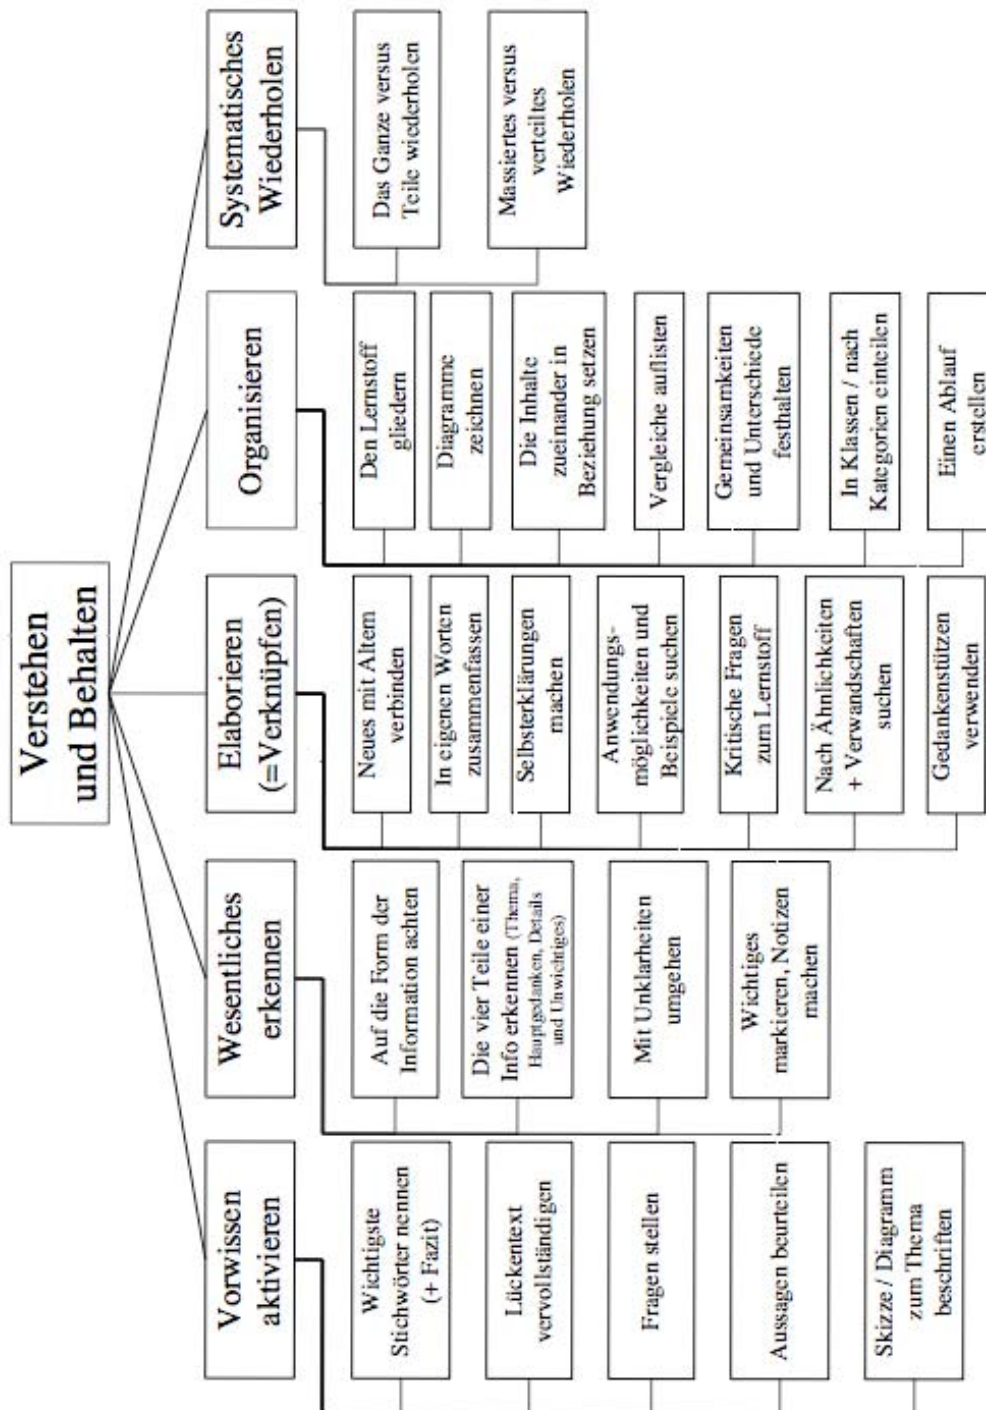 Verstehen
und Behalten
Vorwissen
aktivieren
Wichtigste
Stichwörter nennen
(+ Fazit)
Lückentext
vervollständigen
Fragen stellen
Aussagen beurteilen
Skizze / Diagramm
zum Thema
beschriften
Wesentliches
erkennen
Auf die Form der
Information achten
Die vier Teile einer
Info erkennen (Thema,
Hauptgedanken, Details
und Unwichtiges)
Mit Unklarheiten
umgehen
Wichtiges
markieren, Notizen
machen
Elaborieren
(=Verknüpfen)
Neues mit Altem
verbinden
In eigenen Worten
zusammenfassen
Selbsterklärungen
machen
Anwendungs-
möglichkeiten und
Beispiele suchen
Kritische Fragen
zum Lernstoff
Nach Ähnlichkeiten
+ Verwandschaften
suchen
Gedankenstützen
verwenden
Organisieren
Den Lernstoff
gliedern
Diagramme
zeichnen
Die Inhalte
zueinander in
Beziehung setzen
Vergleiche auflisten
Gemeinsamkeiten
und Unterschiede
festhalten
In Klassen / nach
Kategorien einteilen
Einen Ablauf
erstellen
Systematisches
Wiederholen
Das Ganze versus
Teile wiederholen
Massiertes versus
verteiltes
Wiederholen